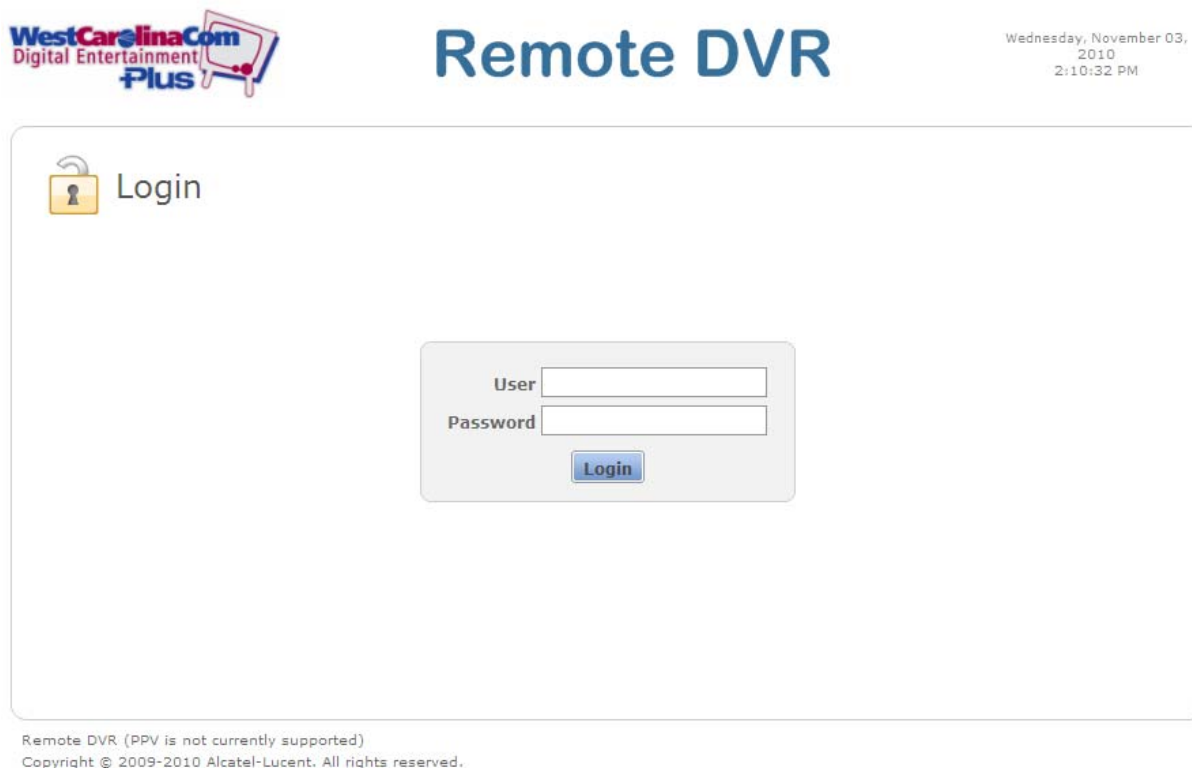 WestCarolinaCom
Digital Entertainment
Plus
Remote DVR
Wednesday, November 03,
2010
2:10:32 PM
Login
User
Password
Login
Remote DVR (PPV is not currently supported)
Copyright © 2009-2010 Alcatel-Lucent. All rights reserved.